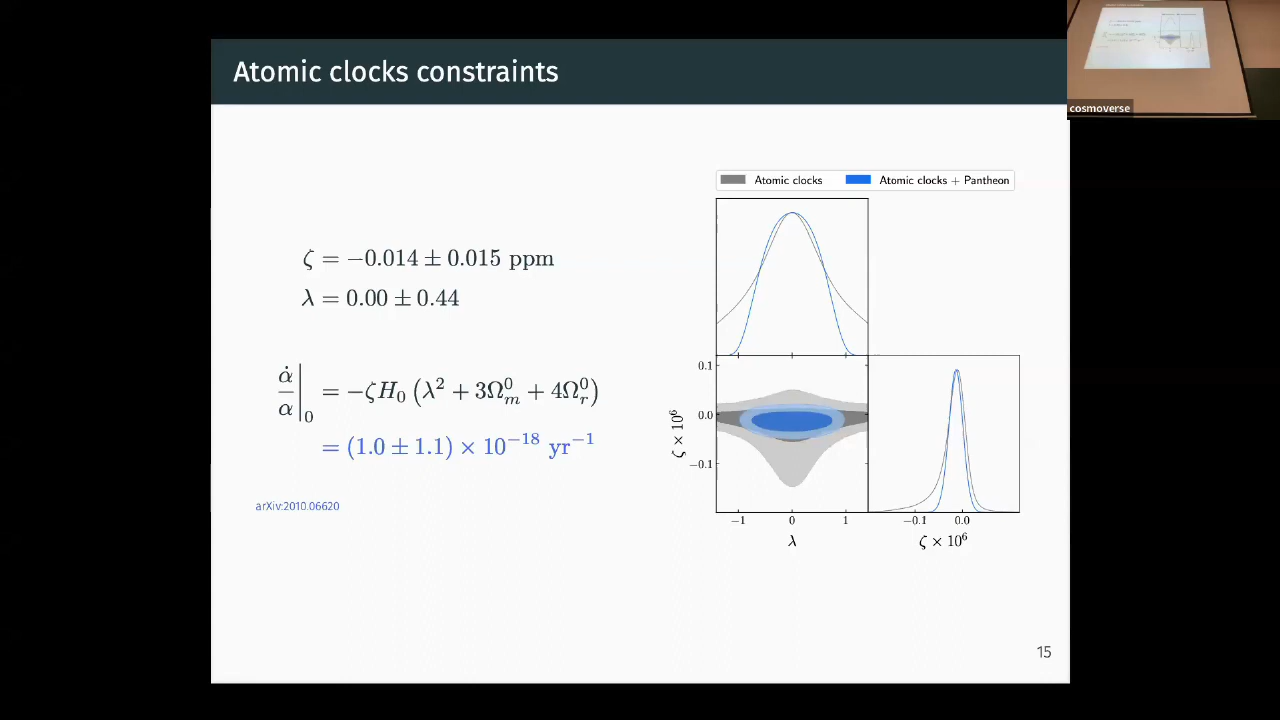 Atomic clocks constraints
cosmoverse
Atomic clocks
Atomic clocks + Pantheon
ζ = −0.014 ± 0.015 ppm
λ = 0.00 ± 0.44
α̇/α|₀ = −ζH₀ (λ² + 3Ω⁰ₘ + 4Ω⁰ᵣ)
= (1.0 ± 1.1) × 10⁻¹⁸ yr⁻¹
arXiv:2010.06620
0.1
0.0
−0.1
ζ × 10⁶
−1 0 1
λ
−0.1 0.0
ζ × 10⁶
15